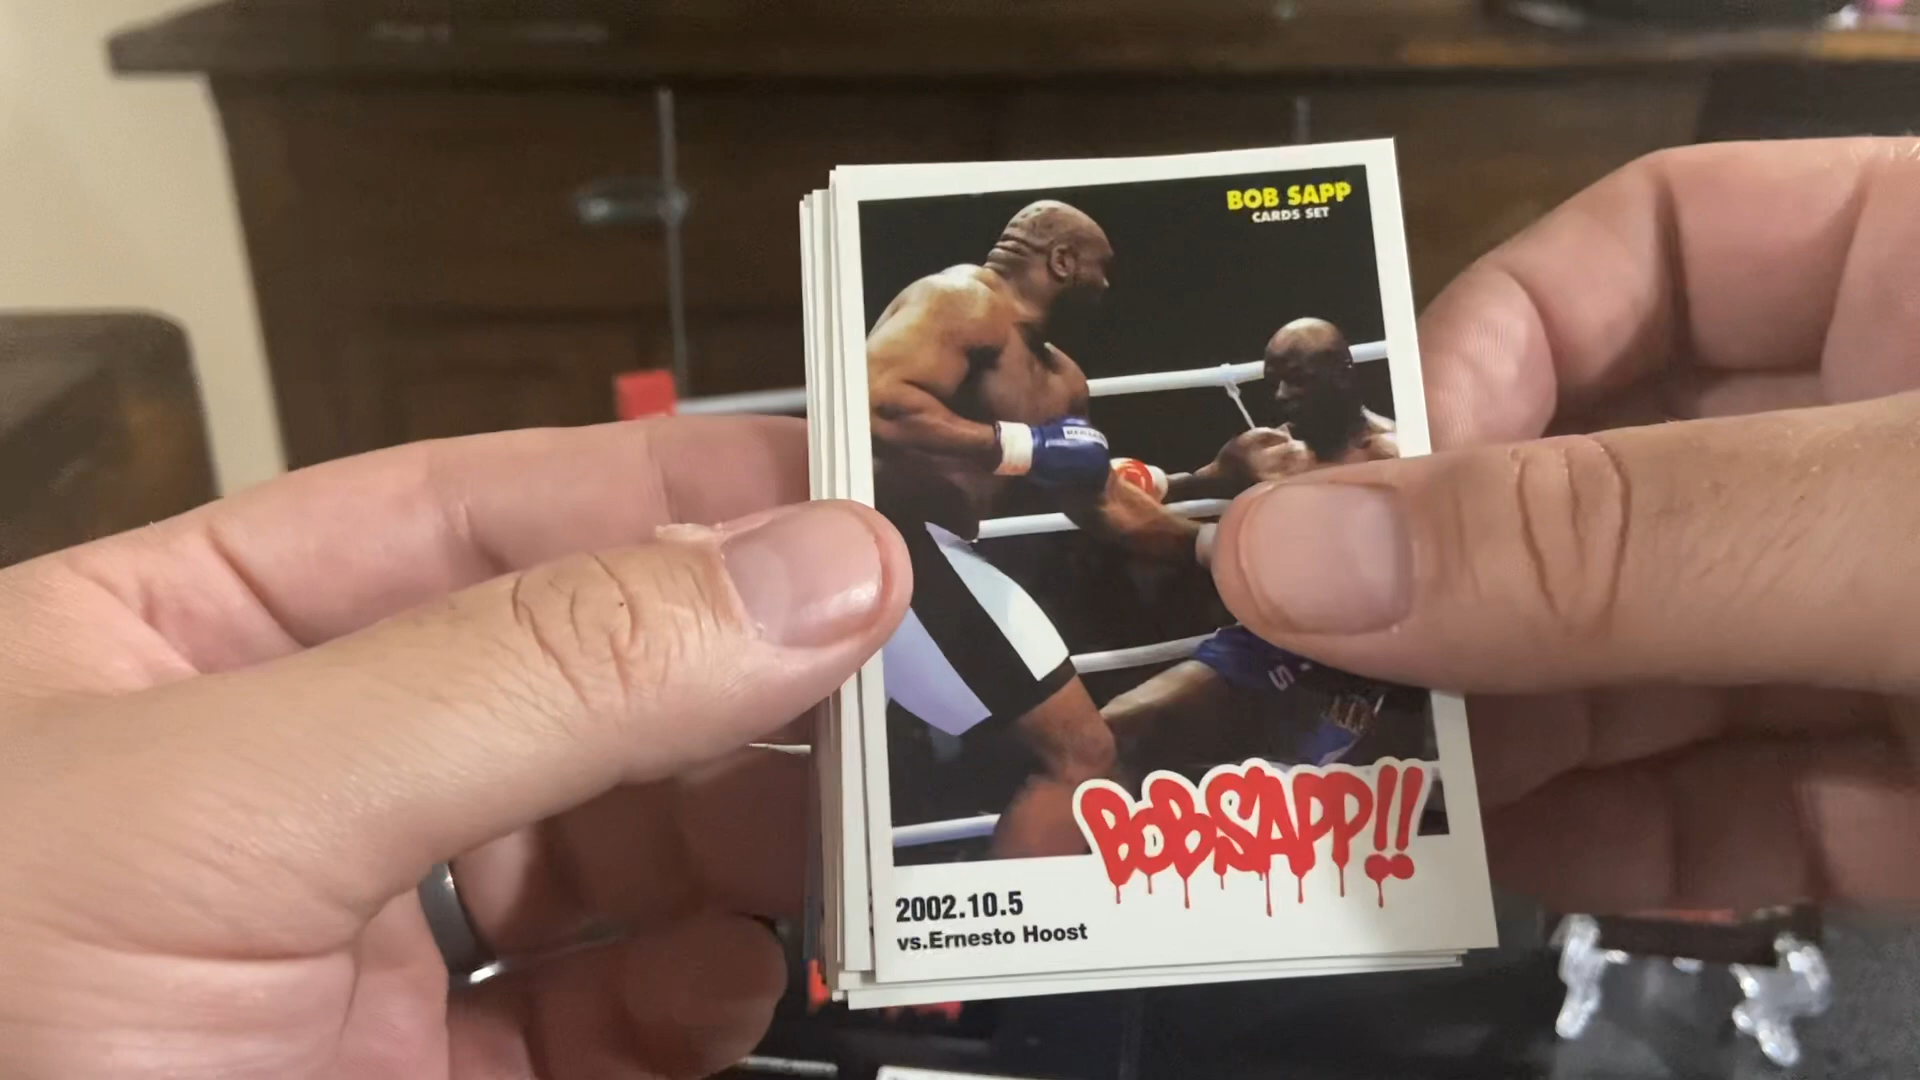 BOB SAPP
CARDS SET
BOBSAPP!!
2002.10.5
vs.Ernesto Hoost